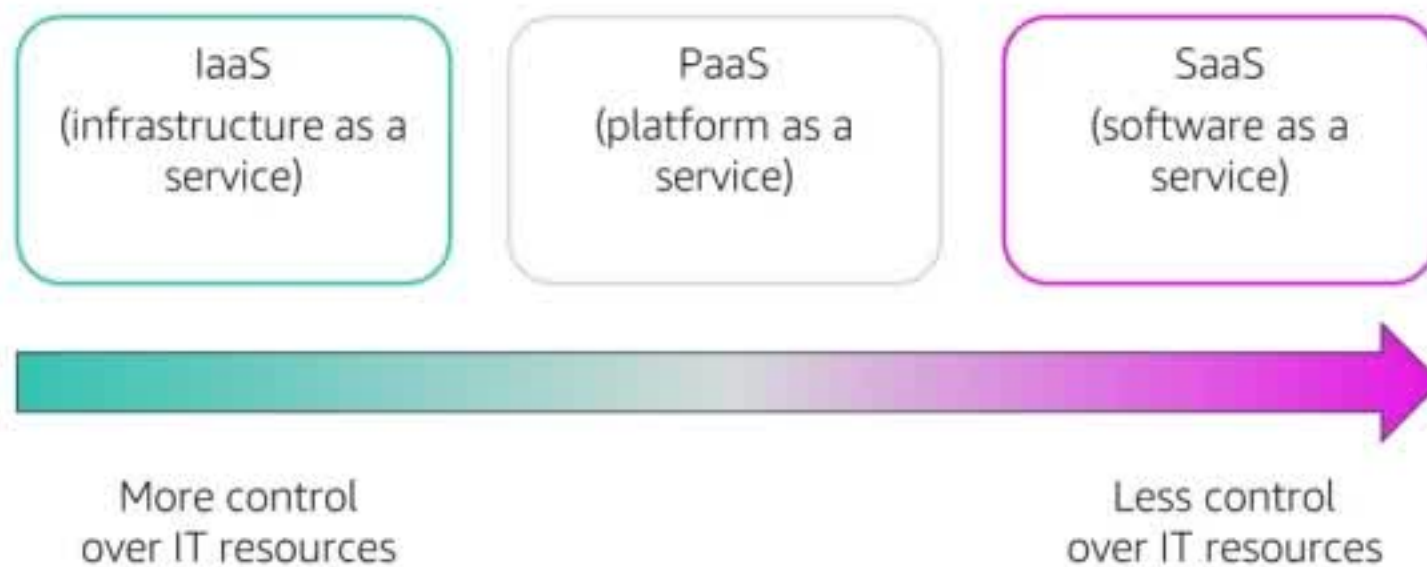 IaaS
(infrastructure as a
service)
PaaS
(platform as a
service)
SaaS
(software as a
service)
More control
over IT resources
Less control
over IT resources